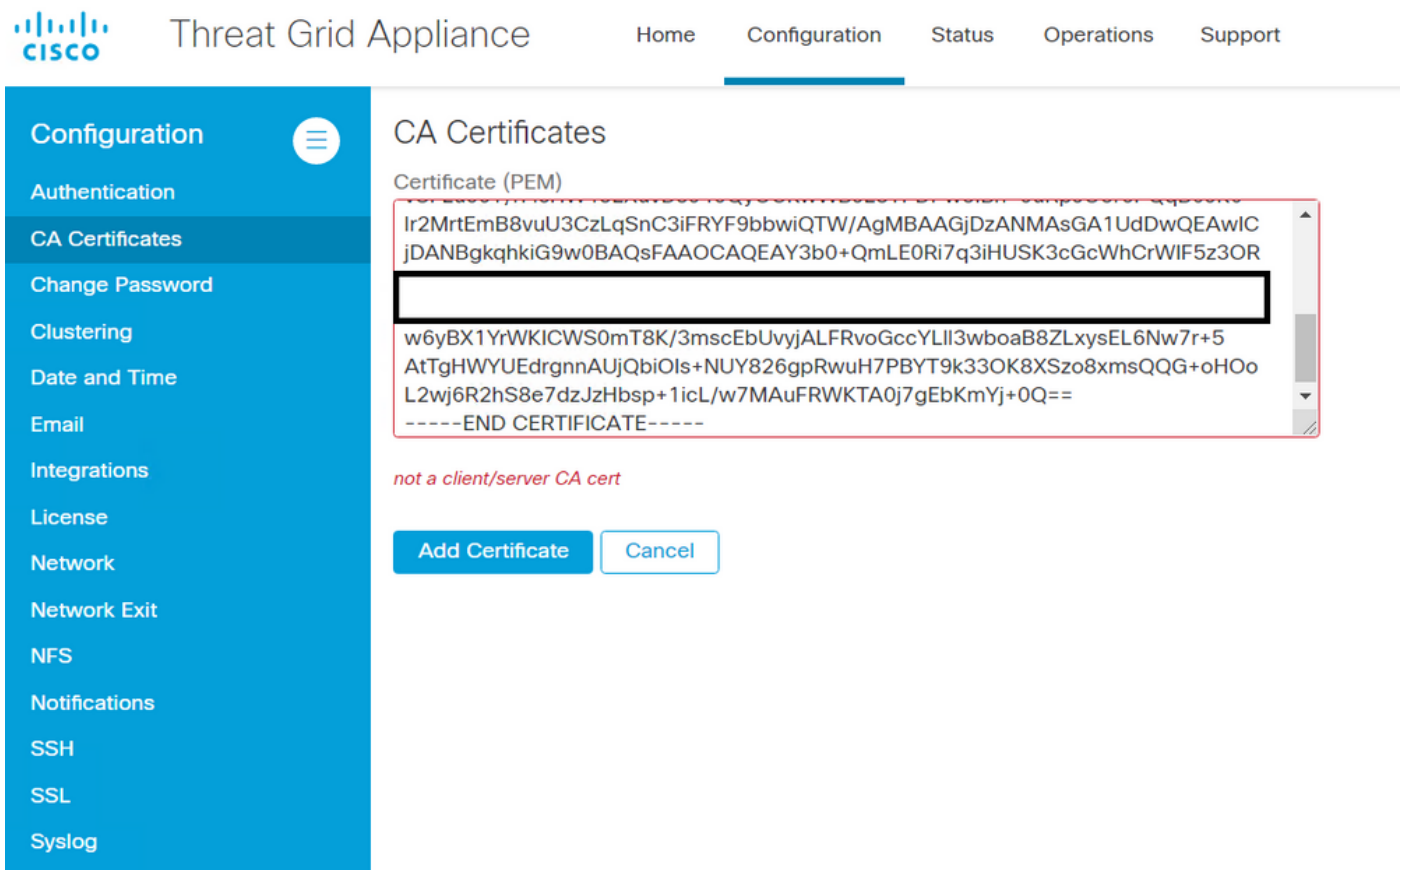 CISCO
Threat Grid Appliance
Home
Configuration
Status
Operations
Support
Configuration
Authentication
CA Certificates
Change Password
Clustering
Date and Time
Email
Integrations
License
Network
Network Exit
NFS
Notifications
SSH
SSL
Syslog
CA Certificates
Certificate (PEM)
Ir2MrtEmB8vuU3CzLqSnC3iFRYF9bbwiQTW/AgMBAAGjDzANMAsGA1UdDwQEAwIC
jDANBgkqhkiG9w0BAQsFAAOCAQEAY3b0+QmLE0Ri7q3iHUSK3cGcWhCrWIF5z3OR
w6yBX1YrWKICWS0mT8K/3mscEbUvyjALFRvoGccYLlI3wboaB8ZLxysEL6Nw7r+5
AtTgHWYUEdrgnnAUjQbiOIs+NUY826gpRwuH7PBYT9k33OK8XSzo8xmsQQG+oHOo
L2wj6R2hS8e7dzJzHbsp+1icL/w7MAuFRWKTA0j7gEbKmYj+0Q==
-----END CERTIFICATE-----
not a client/server CA cert
Add Certificate
Cancel